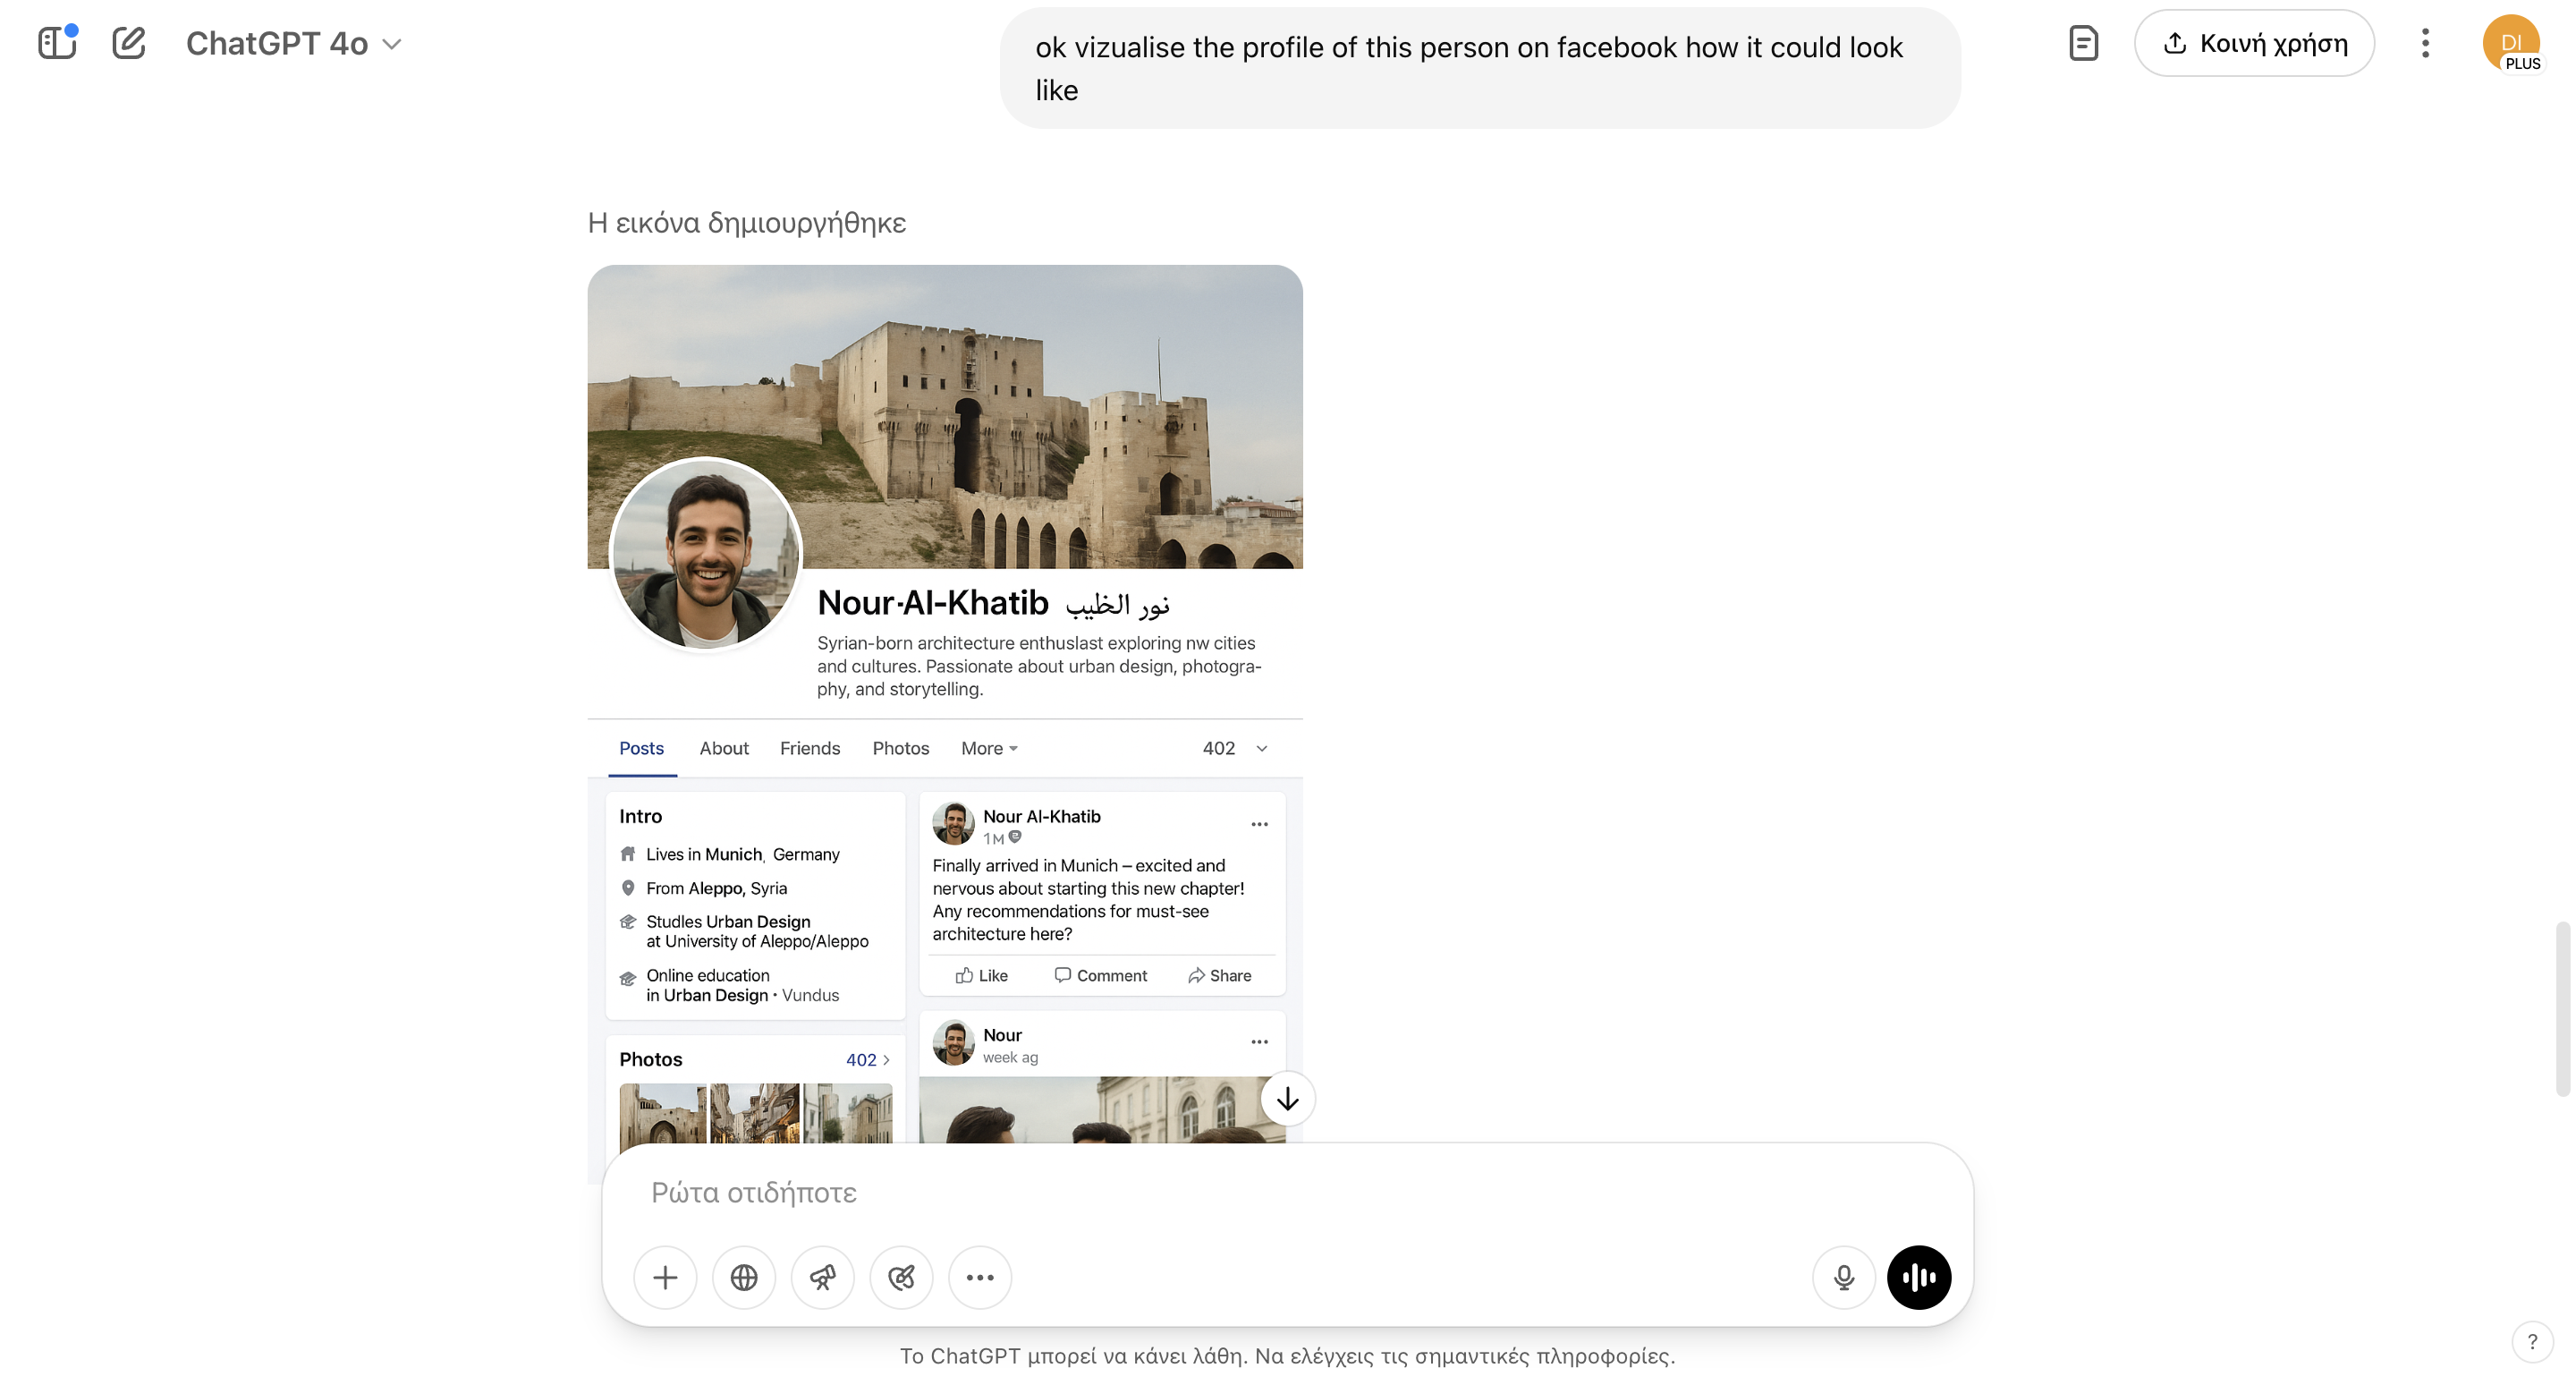 ChatGPT 4o
ok vizualise the profile of this person on facebook how it could look
like
Κοινή χρήση
DI
PLUS
Η εικόνα δημιουργήθηκε
Nour·Al-Khatib نور الخليب
Syrian-born architecture enthuslast exploring nw cities
and cultures. Passionate about urban design, photogra-
phy, and storytelling.
Posts About Friends Photos More 402
Intro
Lives in Munich, Germany
From Aleppo, Syria
Studles Urban Design
at University of Aleppo/Aleppo
Online education
in Urban Design · Vundus
Photos 402
Nour Al-Khatib
1M
Finally arrived in Munich – excited and
nervous about starting this new chapter!
Any recommendations for must-see
architecture here?
Like Comment Share
Nour
week ag
Ρώτα οτιδήποτε
Το ChatGPT μπορεί να κάνει λάθη. Να ελέγχεις τις σημαντικές πληροφορίες.
?